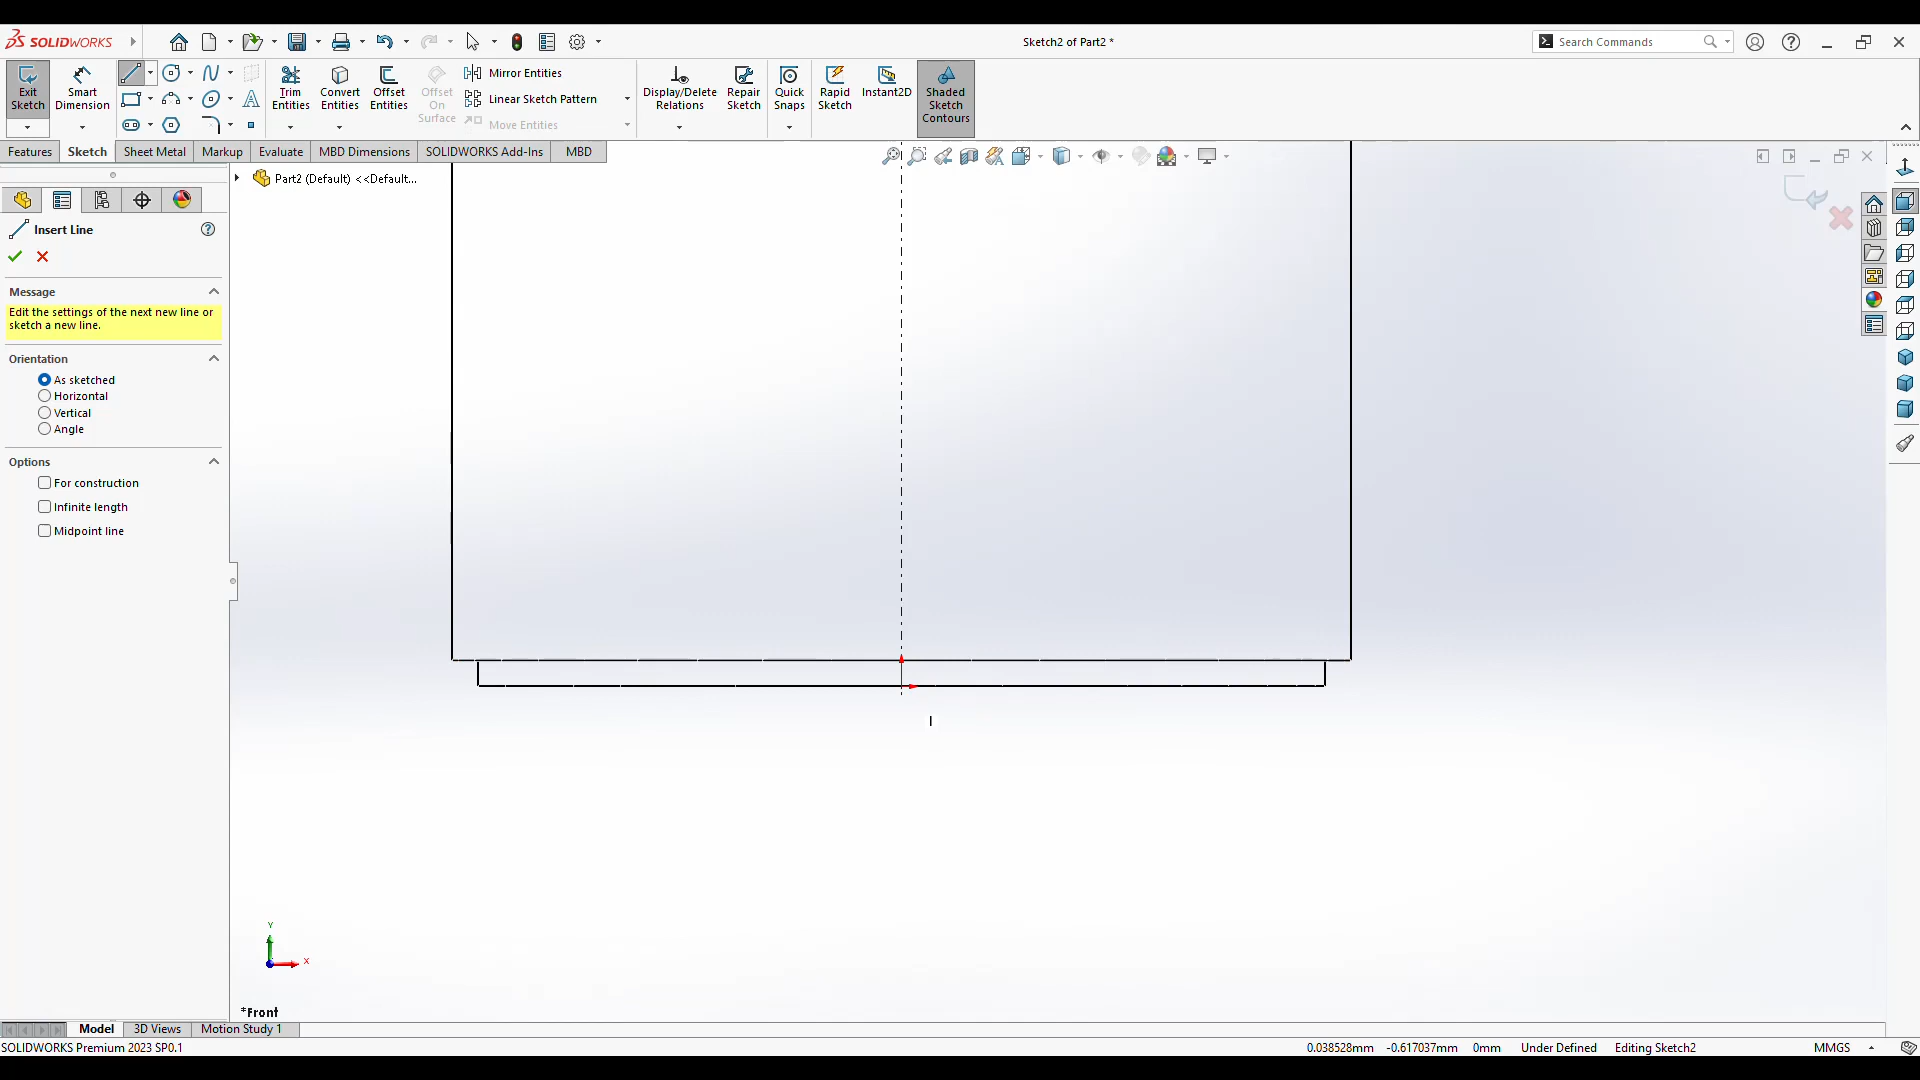 SOLIDWORKS
Sketch2 of Part2 *
Search Commands
Exit Sketch
Smart Dimension
Trim Entities
Convert Entities
Offset Entities
Offset On Surface
Mirror Entities
Linear Sketch Pattern
Move Entities
Display/Delete Relations
Repair Sketch
Quick Snaps
Rapid Sketch
Instant2D
Shaded Sketch Contours
Features
Sketch
Sheet Metal
Markup
Evaluate
MBD Dimensions
SOLIDWORKS Add-Ins
MBD
Part2 (Default) <<Default...
Insert Line
Message
Edit the settings of the next new line or
sketch a new line.
Orientation
As sketched
Horizontal
Vertical
Angle
Options
For construction
Infinite length
Midpoint line
Y
X
*Front
Model
3D Views
Motion Study 1
SOLIDWORKS Premium 2023 SP0.1
0.038528mm
-0.617037mm
0mm
Under Defined
Editing Sketch2
MMGS